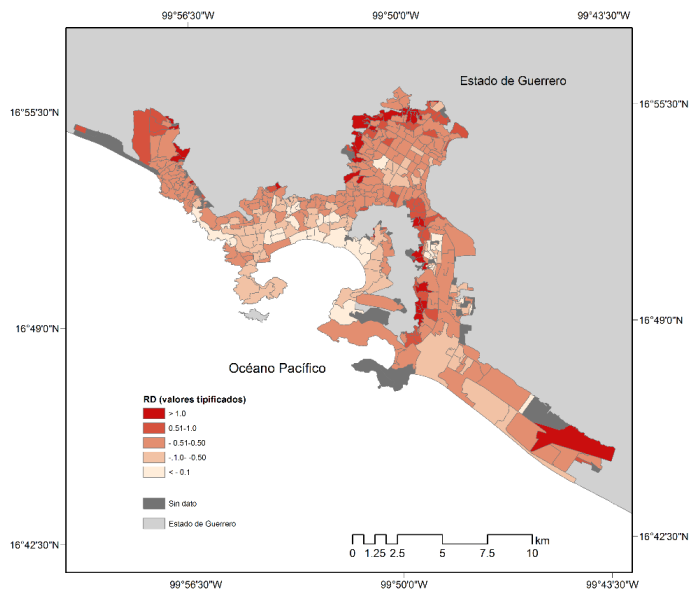 99°56'30"W 99°50'0"W 99°43'30"W
Estado de Guerrero
16°55'30"N 16°55'30"N
16°49'0"N 16°49'0"N
Océano Pacífico
RD (valores tipificados)
> 1.0
0.51-1.0
- 0.51-0.50
-.1.0- -0.50
< - 0.1
Sin dato
Estado de Guerrero
km
0 1.25 2.5 5 7.5 10
16°42'30"N 16°42'30"N
99°56'30"W 99°50'0"W 99°43'30"W